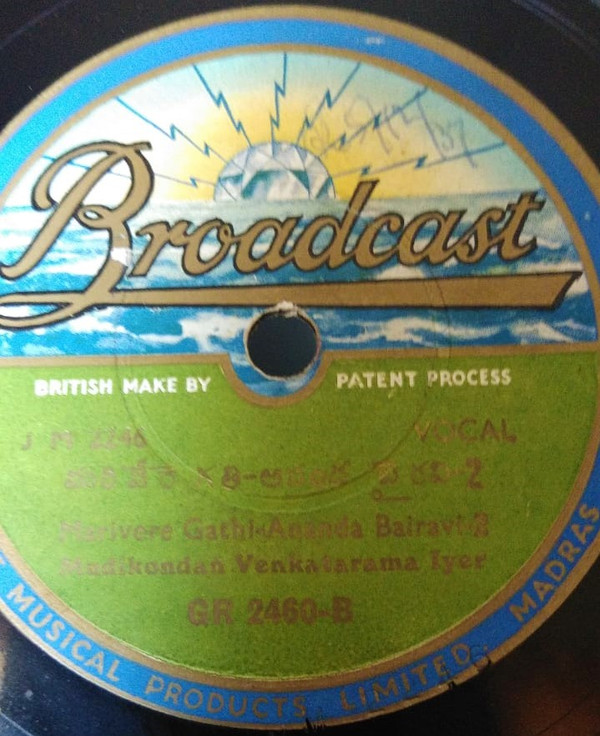 Broadcast
BRITISH MAKE BY PATENT PROCESS
VOCAL
Marivere Gathi-Ananda Bairavi-2
Mudikondan Venkatarama Iyer
GR 2460-B
MUSICAL PRODUCTS LIMITED MADRAS